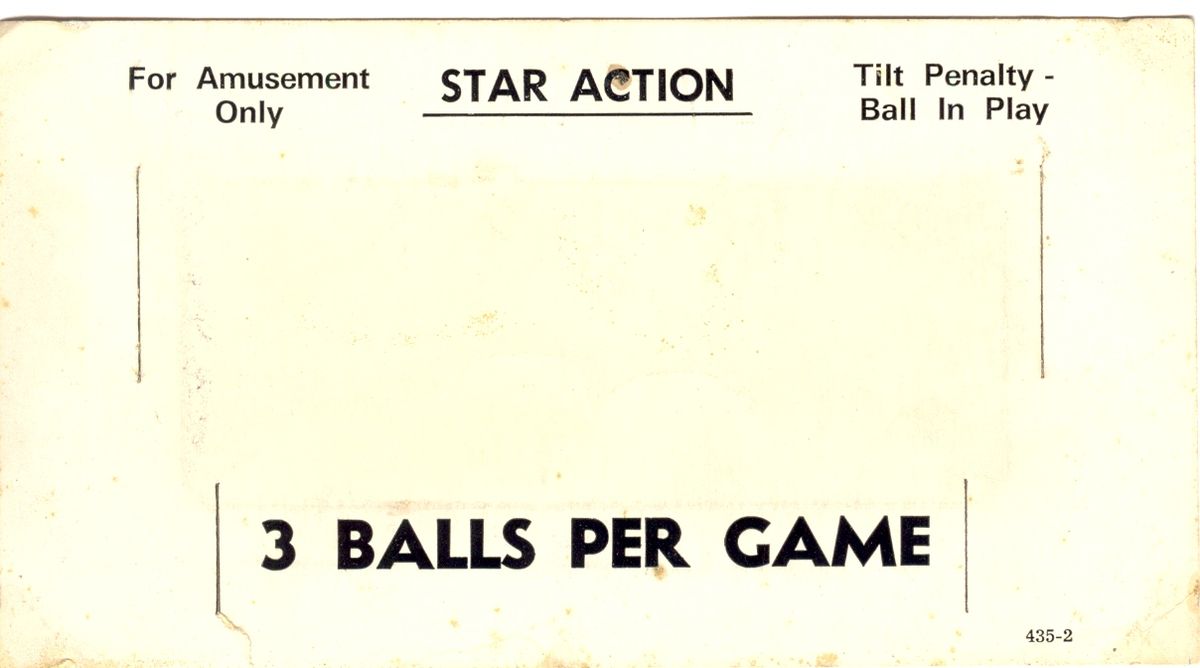 For Amusement
Only
STAR ACTION
Tilt Penalty -
Ball In Play
3 BALLS PER GAME
435-2